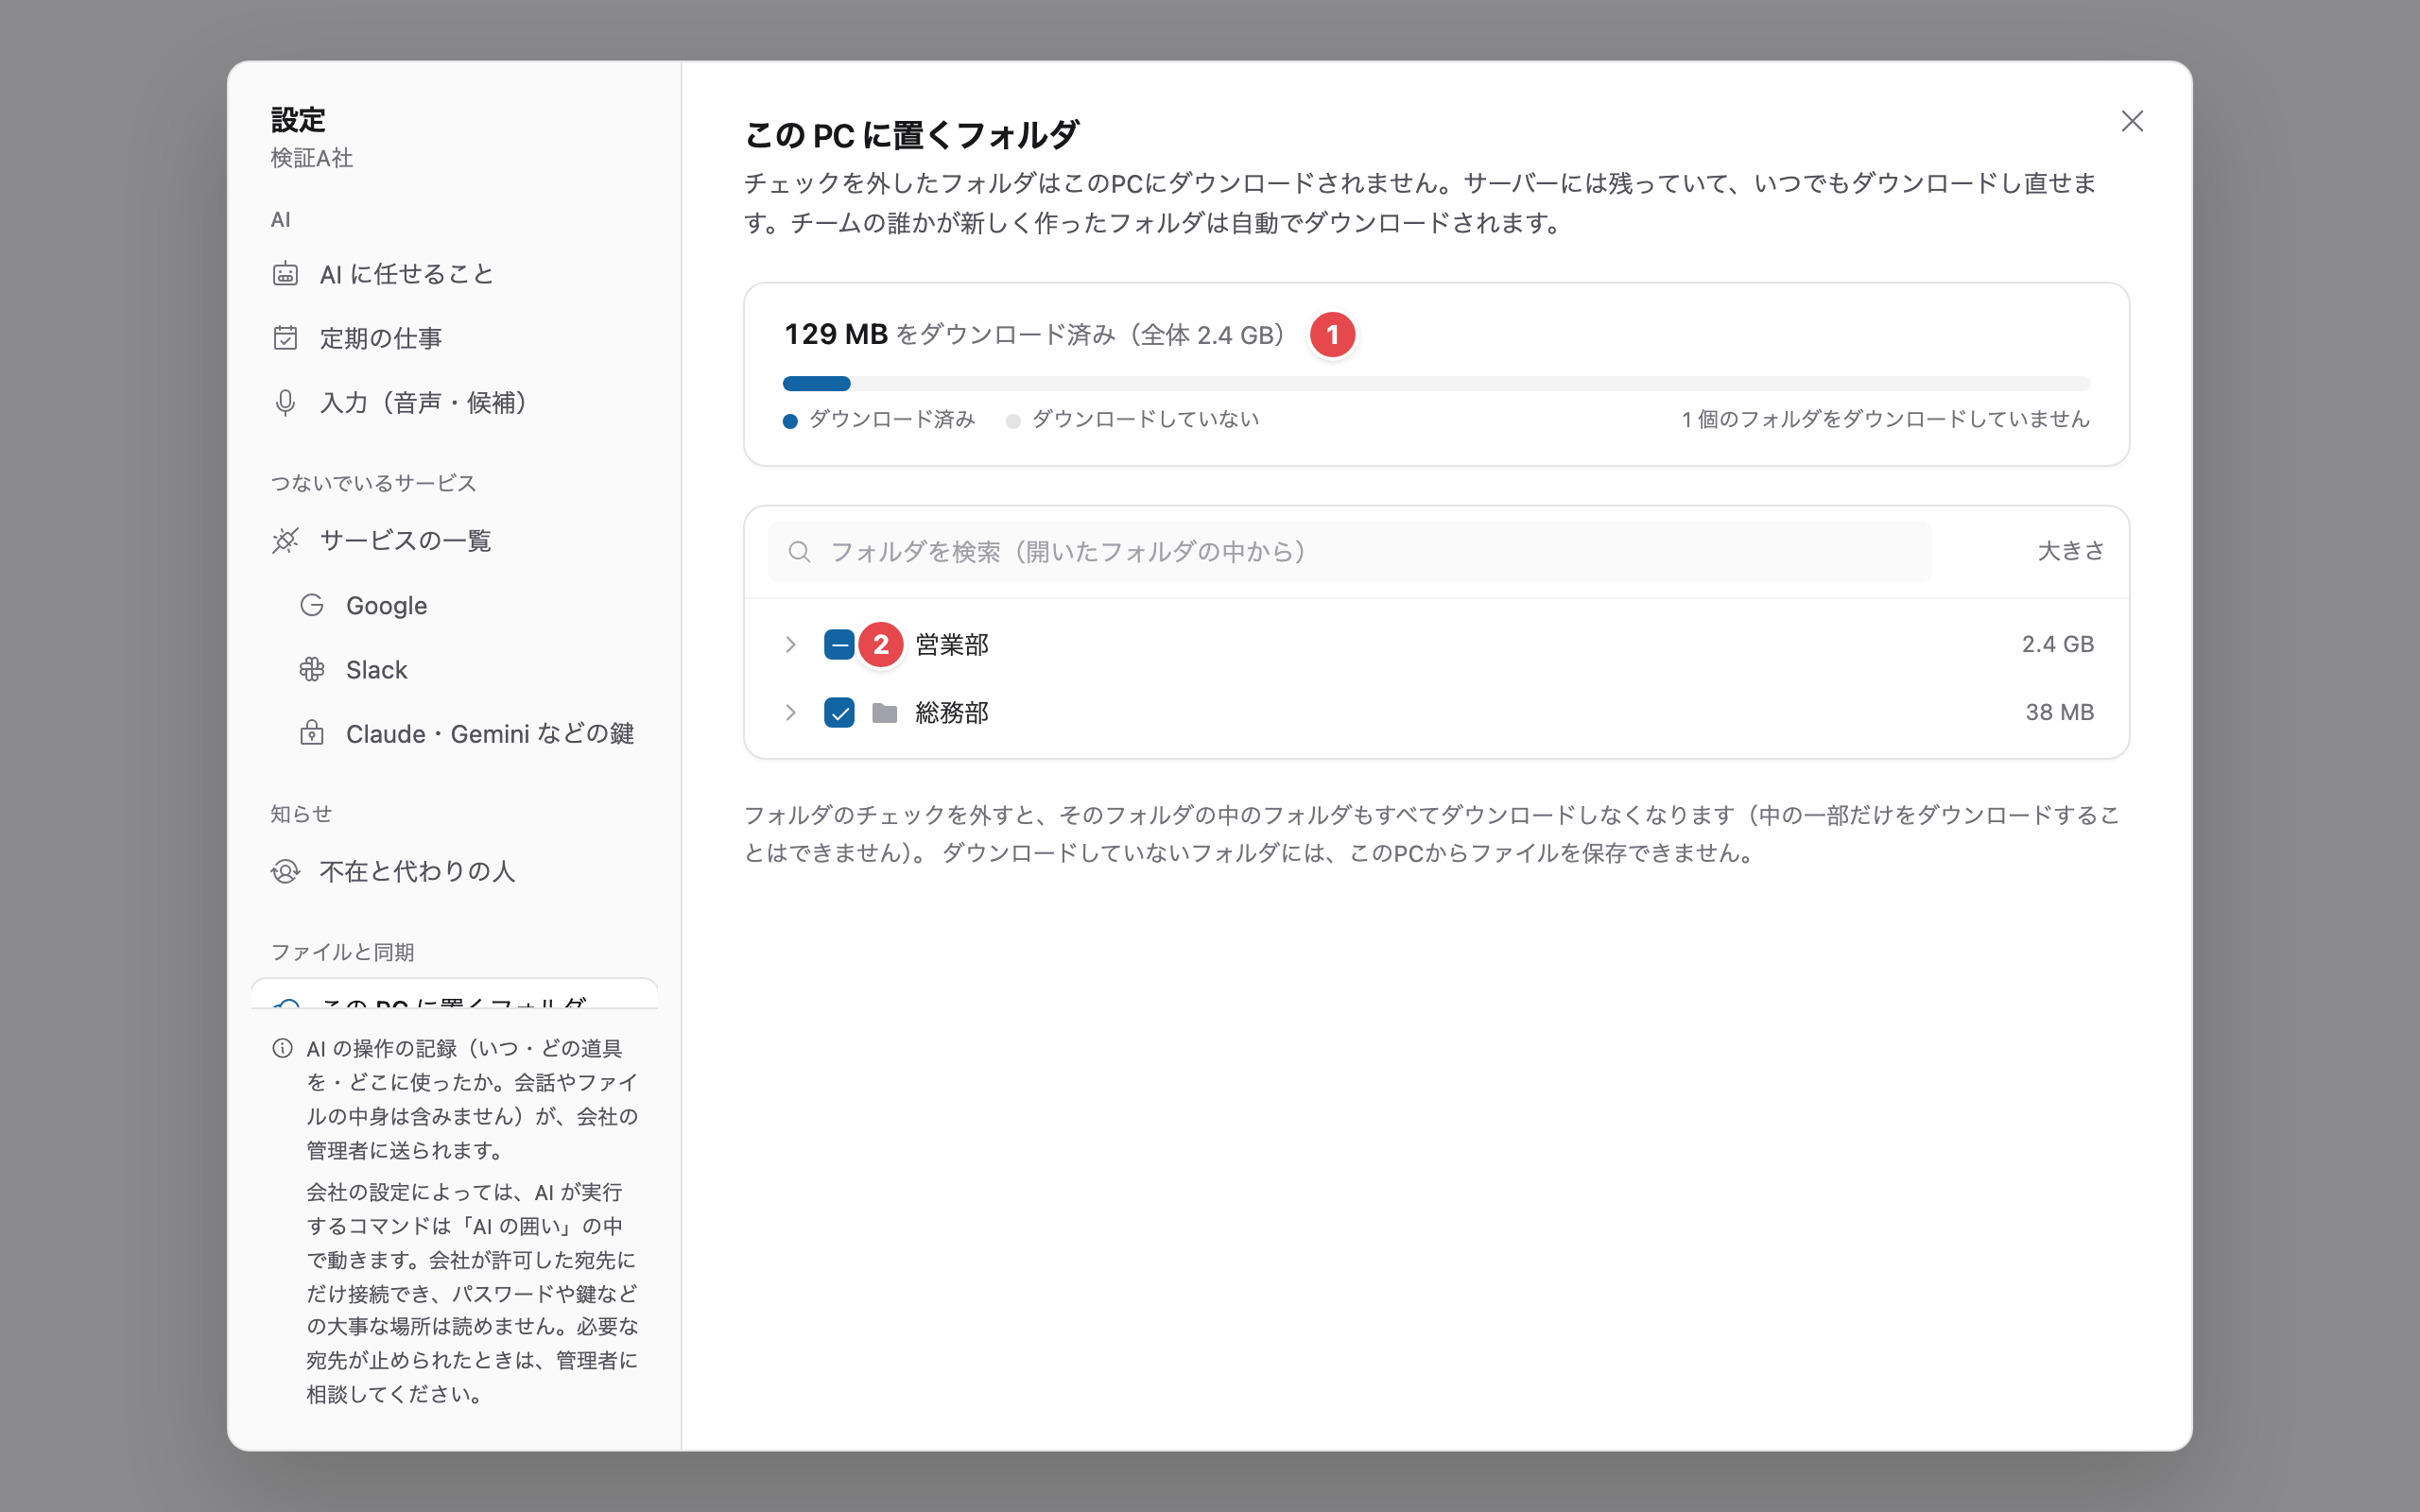 設定
検証A社
AI
AI に任せること
定期の仕事
入力（音声・候補）
つないでいるサービス
サービスの一覧
Google
Slack
Claude・Gemini などの鍵
知らせ
不在と代わりの人
ファイルと同期
この PC に置くフォルダ
AI の操作の記録（いつ・どの道具
を・どこに使ったか。会話やファイ
ルの中身は含みません）が、会社の
管理者に送られます。
会社の設定によっては、AI が実行
するコマンドは「AI の囲い」の中
で動きます。会社が許可した宛先に
だけ接続でき、パスワードや鍵など
の大事な場所は読めません。必要な
宛先が止められたときは、管理者に
相談してください。
この PC に置くフォルダ
チェックを外したフォルダはこのPCにダウンロードされません。サーバーには残っていて、いつでもダウンロードし直せま
す。チームの誰かが新しく作ったフォルダは自動でダウンロードされます。
129 MB をダウンロード済み（全体 2.4 GB） 1
ダウンロード済み ダウンロードしていない 1 個のフォルダをダウンロードしていません
フォルダを検索（開いたフォルダの中から） 大きさ
2 営業部 2.4 GB
総務部 38 MB
フォルダのチェックを外すと、そのフォルダの中のフォルダもすべてダウンロードしなくなります（中の一部だけをダウンロードするこ
とはできません）。 ダウンロードしていないフォルダには、このPCからファイルを保存できません。